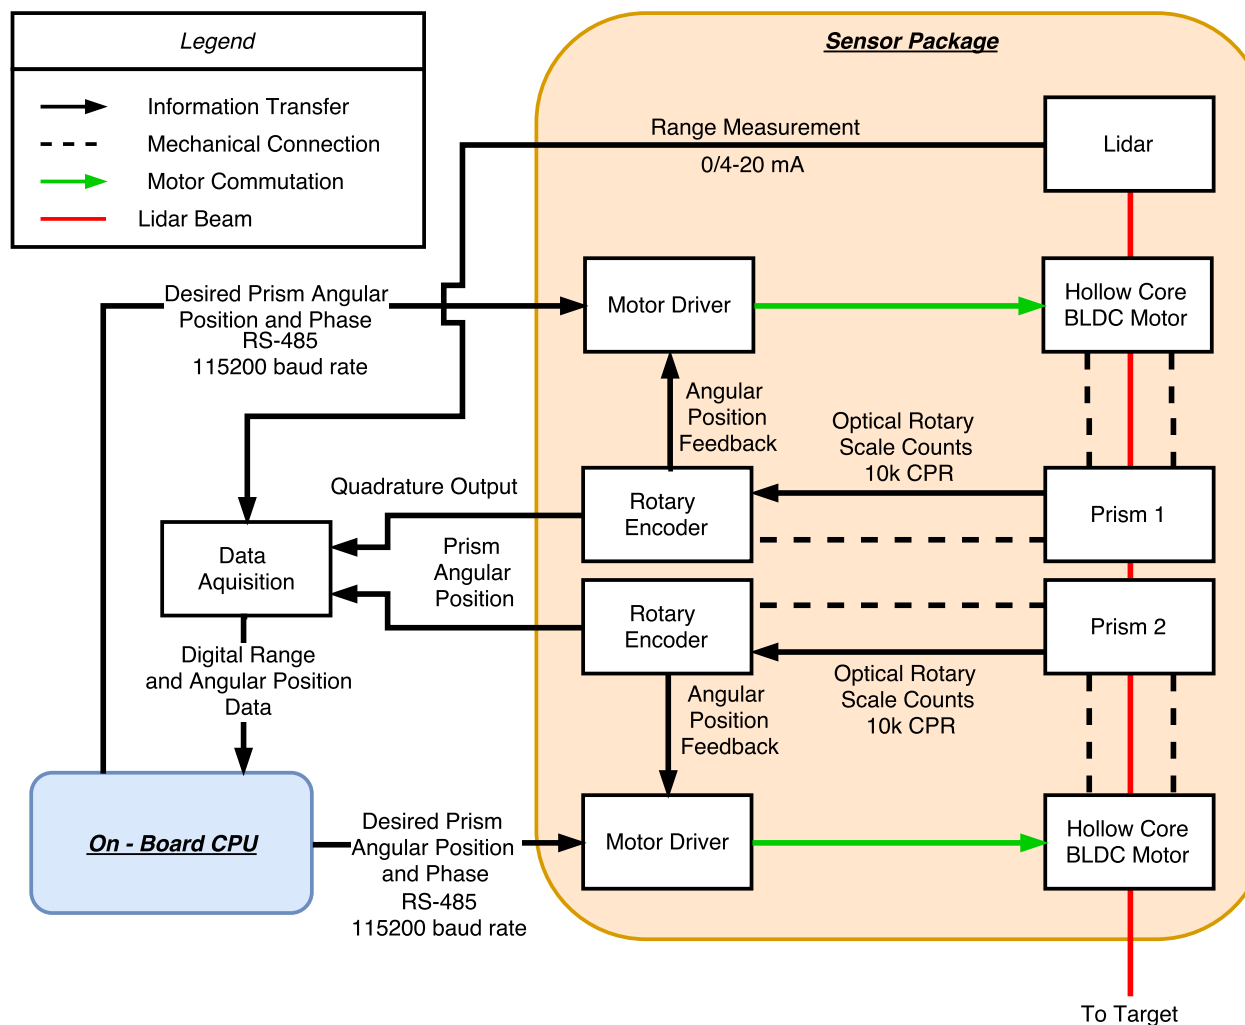 Legend
Information Transfer
Mechanical Connection
Motor Commutation
Lidar Beam
Sensor Package
Range Measurement
0/4-20 mA
Lidar
Desired Prism Angular
Position and Phase
RS-485
115200 baud rate
Motor Driver
Hollow Core
BLDC Motor
Angular
Position
Feedback
Optical Rotary
Scale Counts
10k CPR
Quadrature Output
Rotary
Encoder
Prism 1
Data
Aquisition
Prism
Angular
Position
Rotary
Encoder
Prism 2
Digital Range
and Angular Position
Data
Angular
Position
Feedback
Optical Rotary
Scale Counts
10k CPR
On - Board CPU
Desired Prism
Angular Position
and Phase
RS-485
115200 baud rate
Motor Driver
Hollow Core
BLDC Motor
To Target